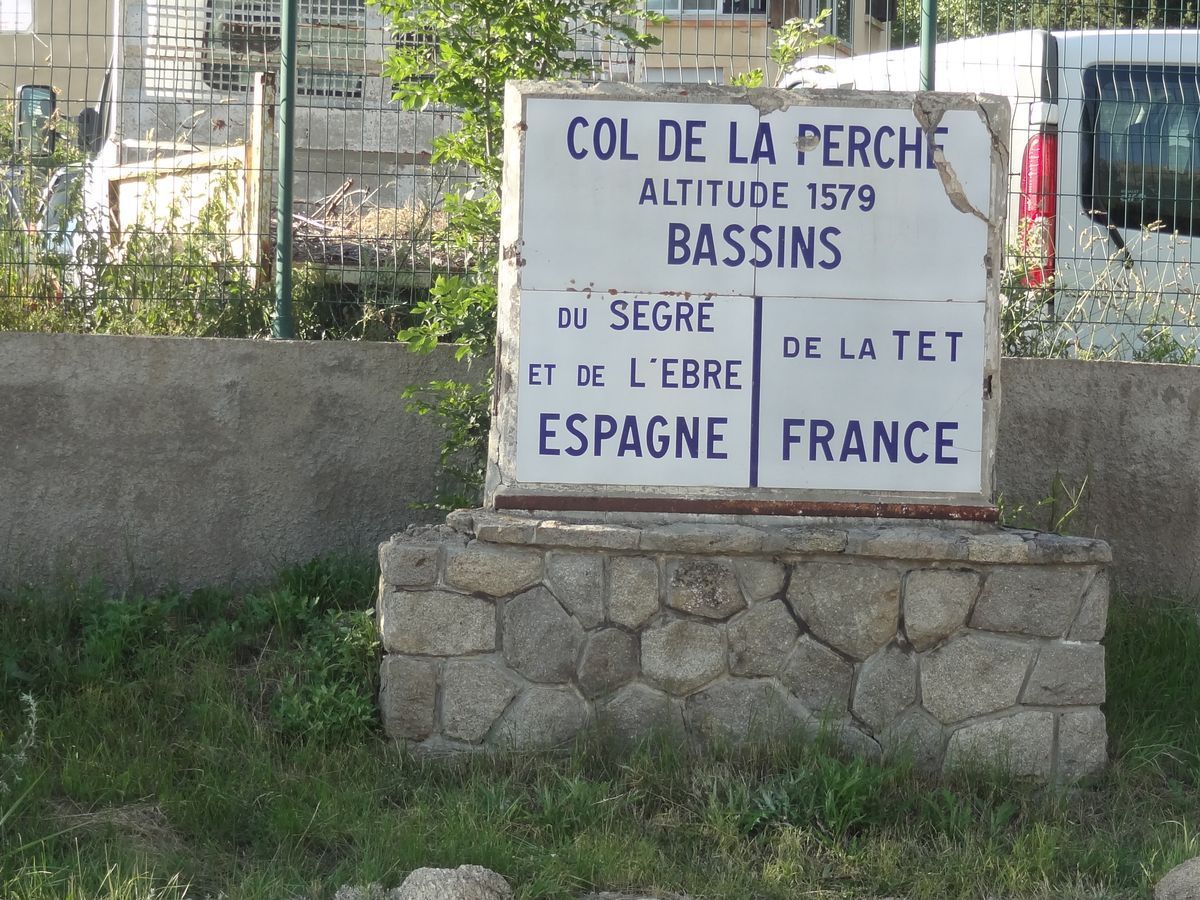 COL DE LA PERCHE
ALTITUDE 1579
BASSINS
DU SEGRE
ET DE L'EBRE
ESPAGNE
DE LA TET
FRANCE